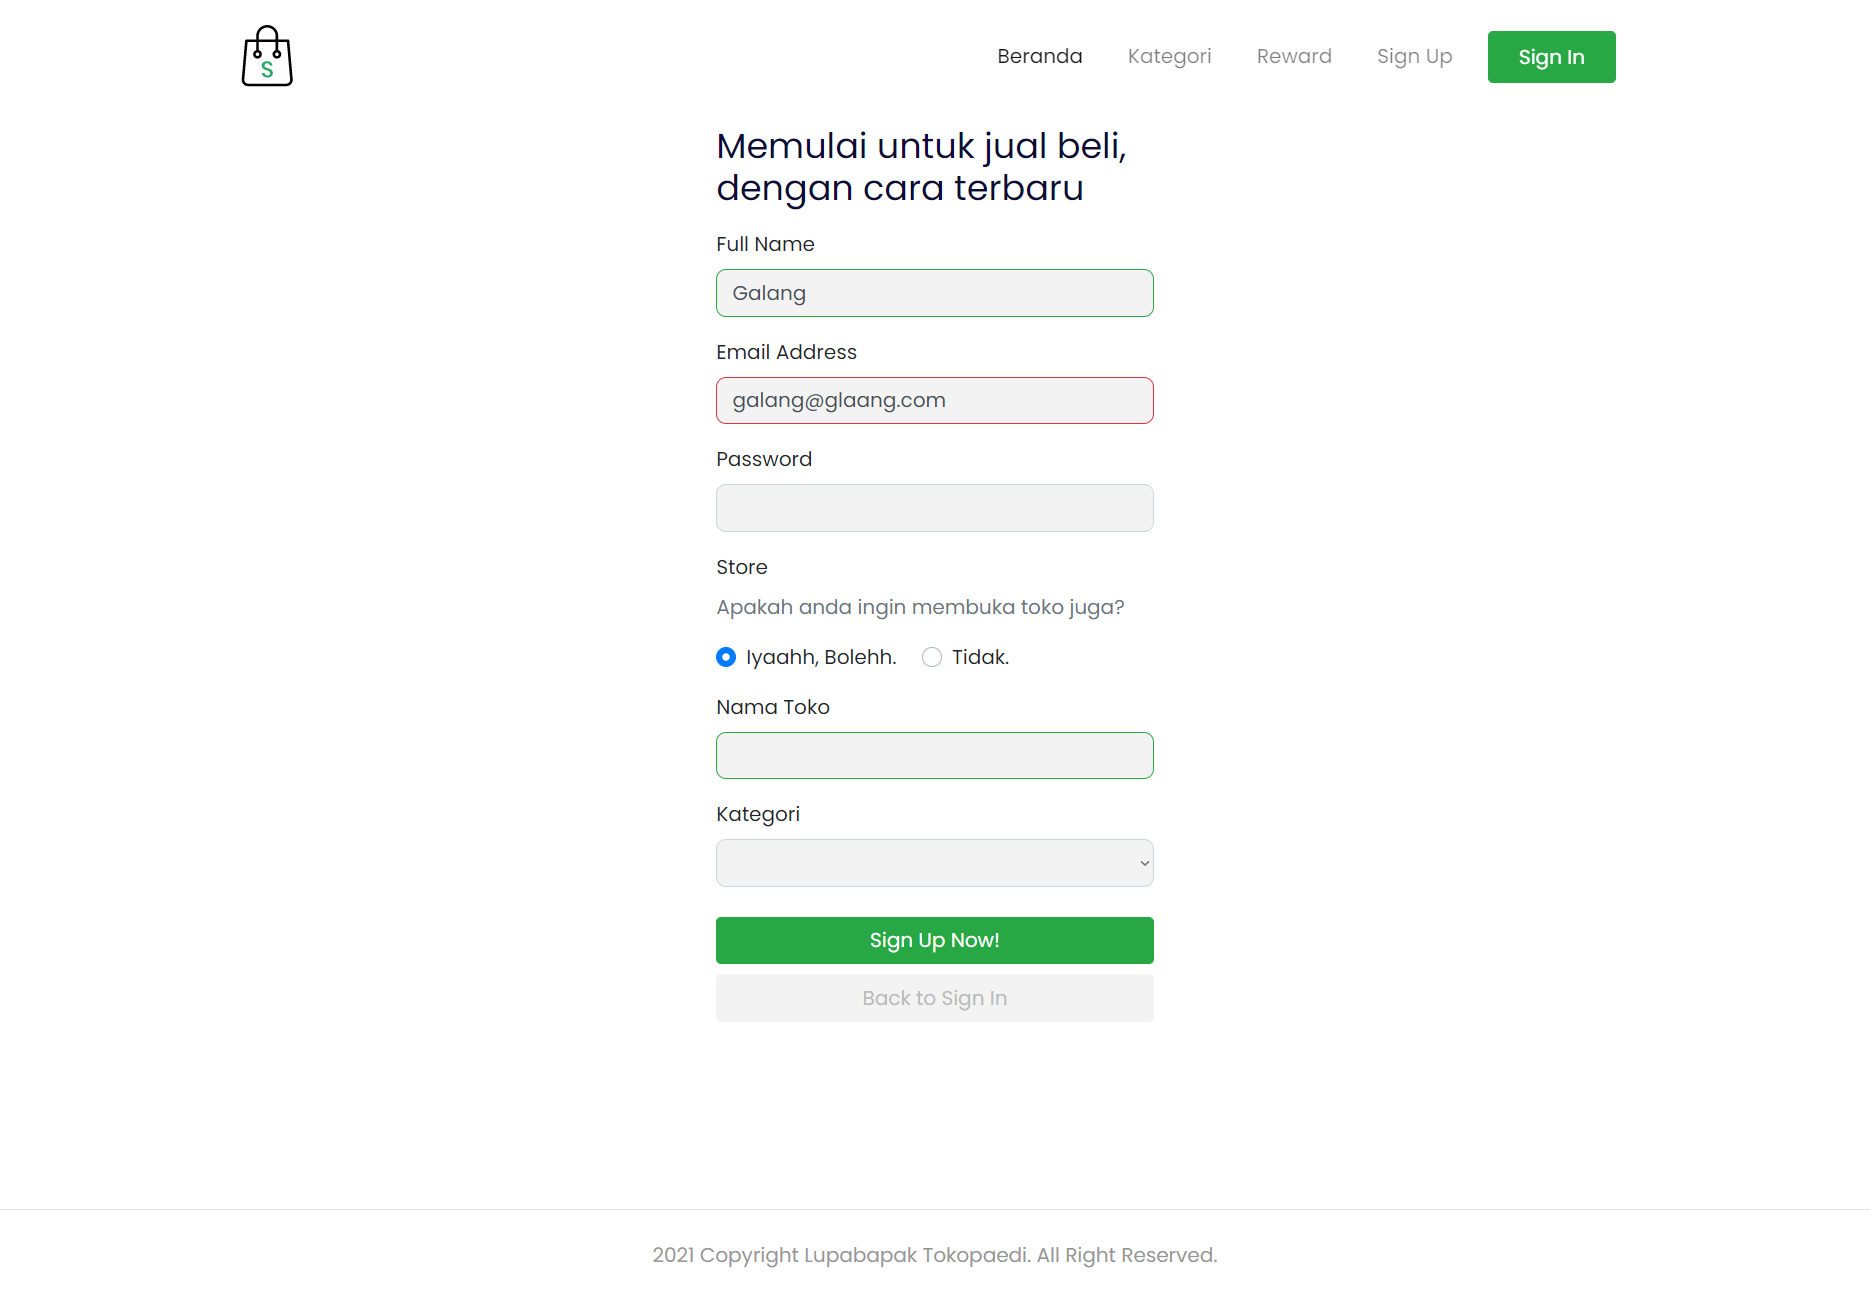 S
Beranda
Kategori
Reward
Sign Up
Sign In
Memulai untuk jual beli,
dengan cara terbaru
Full Name
Galang
Email Address
galang@glaang.com
Password
Store
Apakah anda ingin membuka toko juga?
Iyaahh, Bolehh.
Tidak.
Nama Toko
Kategori
Sign Up Now!
Back to Sign In
2021 Copyright Lupabapak Tokopaedi. All Right Reserved.